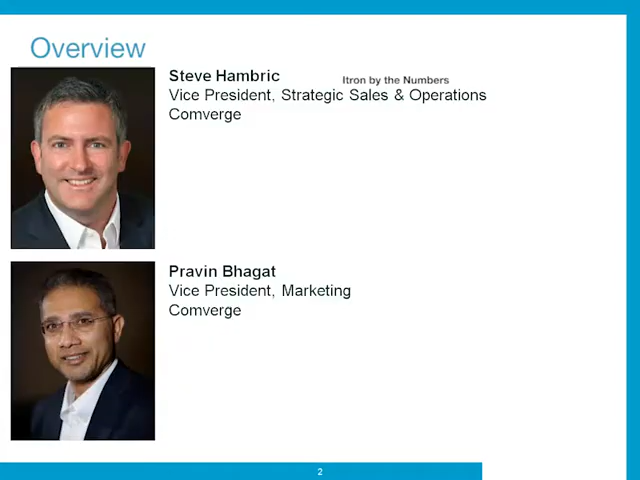 Overview
Steve Hambric
Itron by the Numbers
Vice President, Strategic Sales & Operations
Comverge
Pravin Bhagat
Vice President, Marketing
Comverge
2